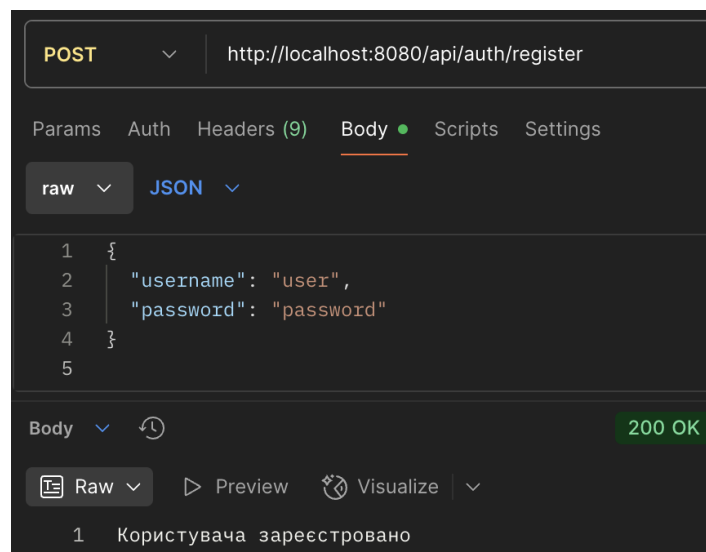 POST http://localhost:8080/api/auth/register
Params Auth Headers (9) Body Scripts Settings
raw JSON
1 {
2 "username": "user",
3 "password": "password"
4 }
5
Body 200 OK
Raw Preview Visualize
1 Користувача зареєстровано